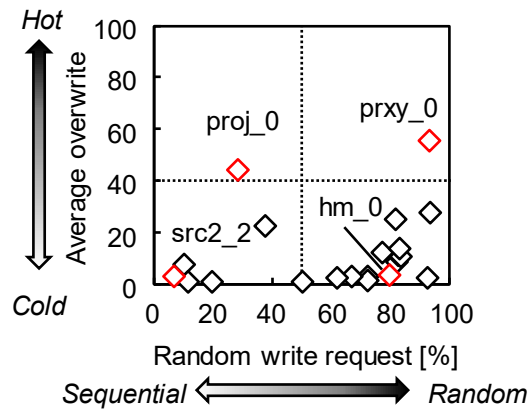 Hot
Cold
Average overwrite
100
80
60
40
20
0
proj_0
prxy_0
src2_2
hm_0
0 20 40 60 80 100
Random write request [%]
Sequential
Random